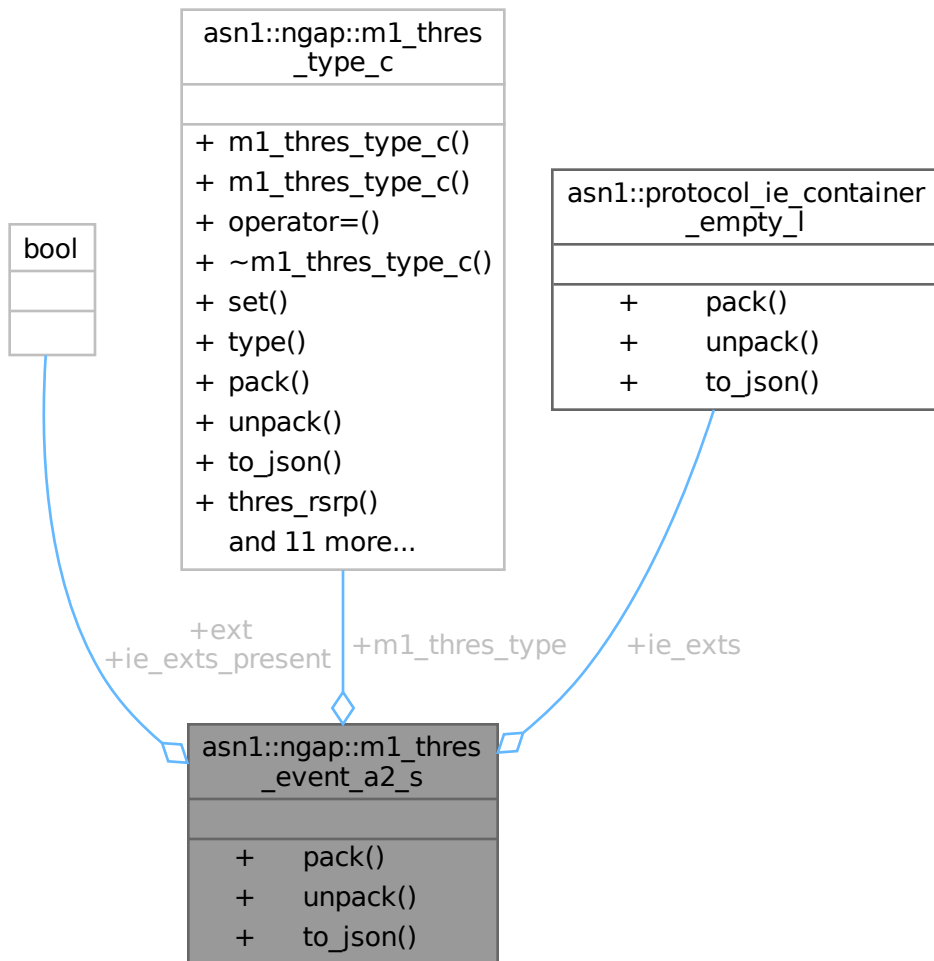 asn1::ngap::m1_thres
_type_c
+ m1_thres_type_c()
+ m1_thres_type_c()
+ operator=()
+ ~m1_thres_type_c()
+ set()
+ type()
+ pack()
+ unpack()
+ to_json()
+ thres_rsrp()
and 11 more...
asn1::protocol_ie_container
_empty_l
+ pack()
+ unpack()
+ to_json()
bool
+ext
+ie_exts_present
+m1_thres_type
+ie_exts
asn1::ngap::m1_thres
_event_a2_s
+ pack()
+ unpack()
+ to_json()